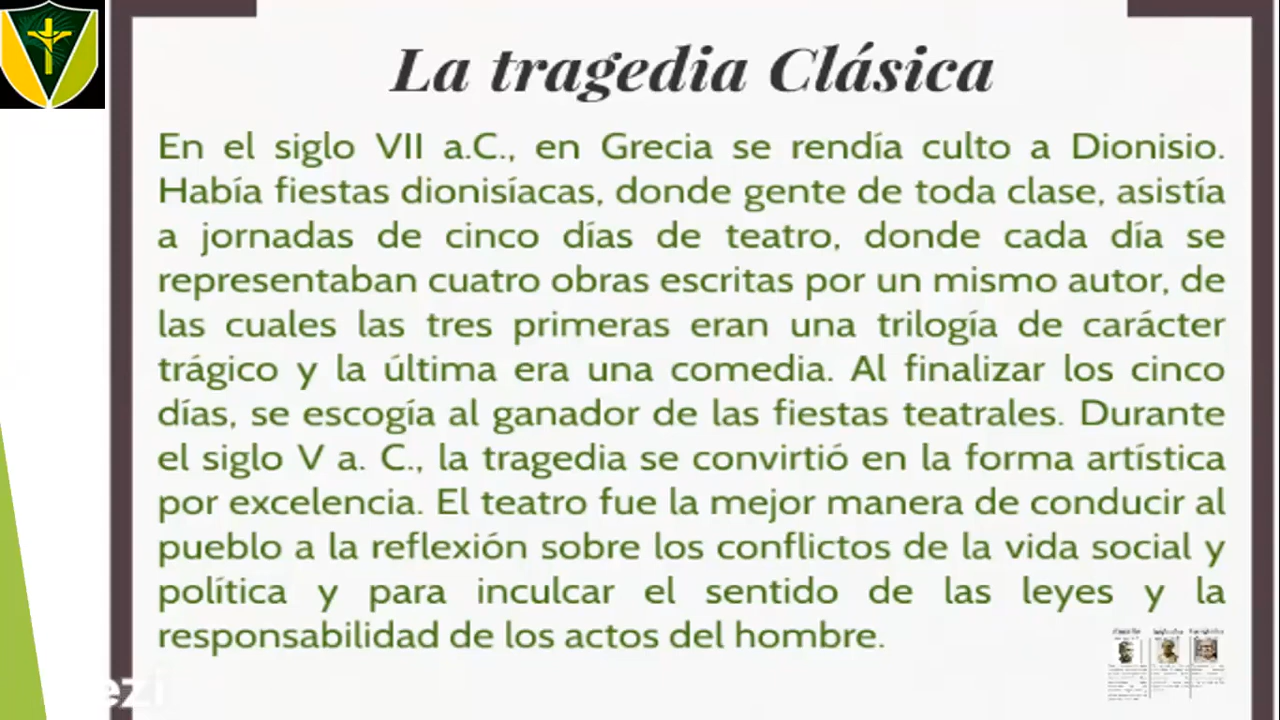 La tragedia Clásica
En el siglo VII a.C., en Grecia se rendía culto a Dionisio.
Había fiestas dionisíacas, donde gente de toda clase, asistía
a jornadas de cinco días de teatro, donde cada día se
representaban cuatro obras escritas por un mismo autor, de
las cuales las tres primeras eran una trilogía de carácter
trágico y la última era una comedia. Al finalizar los cinco
días, se escogía al ganador de las fiestas teatrales. Durante
el siglo V a. C., la tragedia se convirtió en la forma artística
por excelencia. El teatro fue la mejor manera de conducir al
pueblo a la reflexión sobre los conflictos de la vida social y
política y para inculcar el sentido de las leyes y la
responsabilidad de los actos del hombre.
ezi